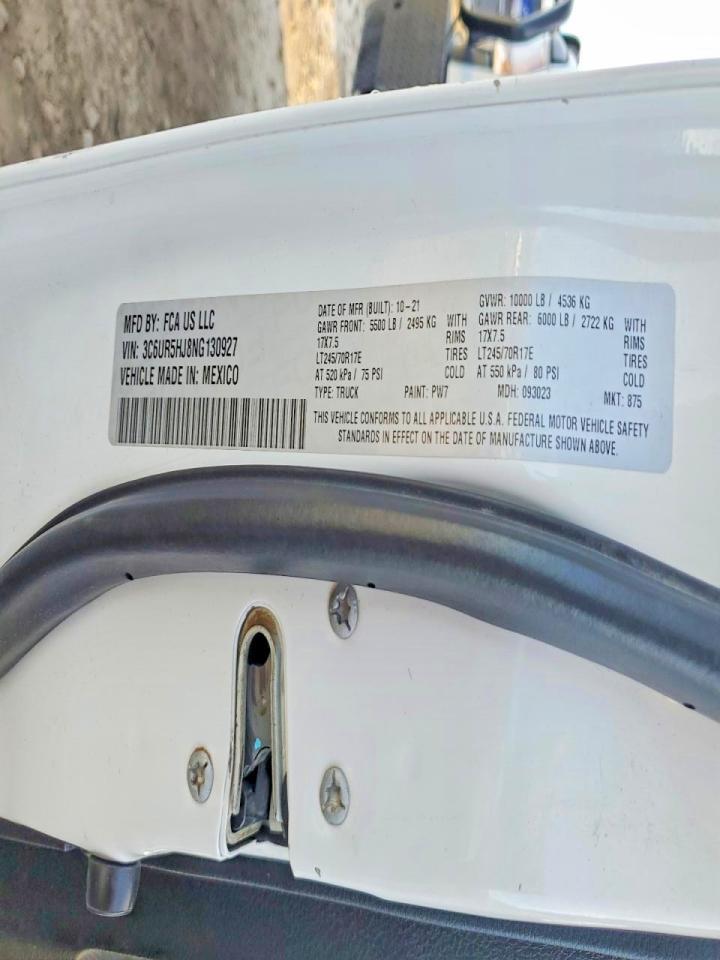 MFD BY: FCA US LLC
VIN: 3C6UR5HJ8NG130927
VEHICLE MADE IN: MEXICO
DATE OF MFR (BUILT): 10-21 GVWR: 10000 LB / 4536 KG
GAWR FRONT: 5500 LB / 2495 KG WITH GAWR REAR: 6000 LB / 2722 KG WITH
17X7.5 RIMS 17X7.5 RIMS
LT245/70R17E TIRES LT245/70R17E TIRES
AT 520 kPa / 75 PSI COLD AT 550 kPa / 80 PSI COLD
TYPE: TRUCK PAINT: PW7 MDH: 093023 MKT: 875
THIS VEHICLE CONFORMS TO ALL APPLICABLE U.S.A. FEDERAL MOTOR VEHICLE SAFETY
STANDARDS IN EFFECT ON THE DATE OF MANUFACTURE SHOWN ABOVE.